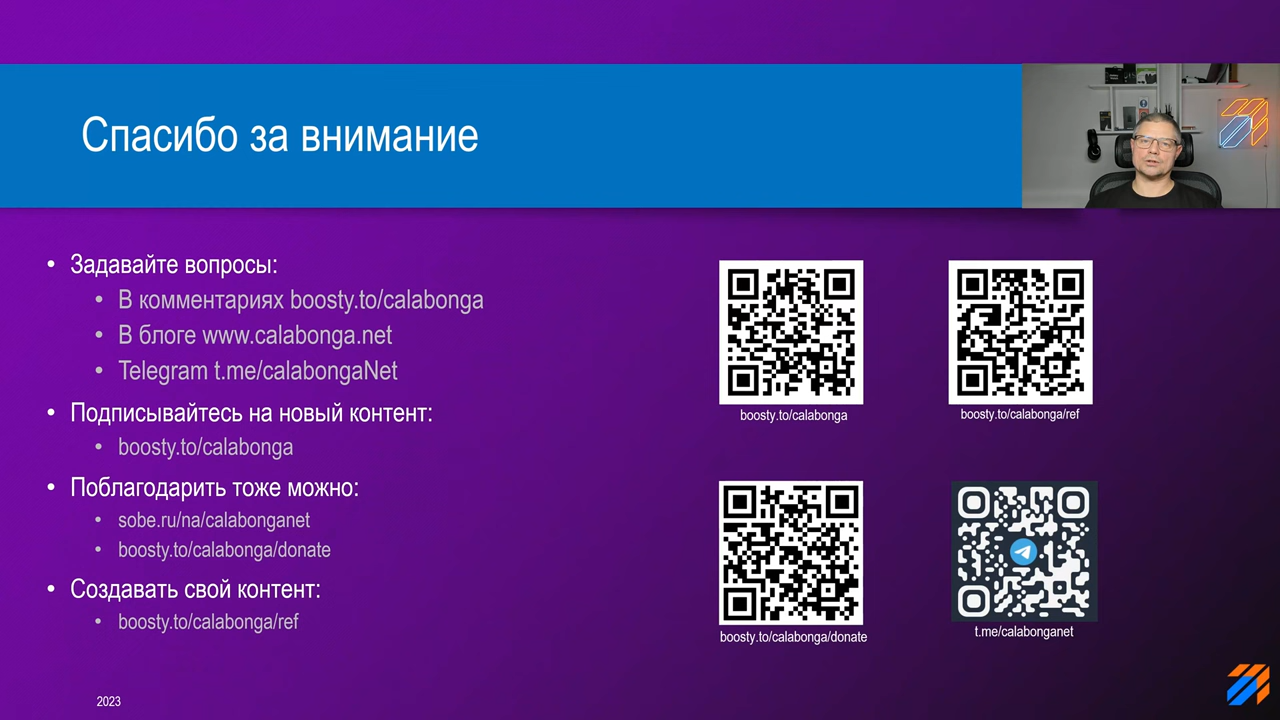 Спасибо за внимание
Задавайте вопросы:
В комментариях boosty.to/calabonga
В блоге www.calabonga.net
Telegram t.me/calabongaNet
Подписывайтесь на новый контент:
boosty.to/calabonga
Поблагодарить тоже можно:
sobe.ru/na/calabonganet
boosty.to/calabonga/donate
Создавать свой контент:
boosty.to/calabonga/ref
boosty.to/calabonga
boosty.to/calabonga/ref
boosty.to/calabonga/donate
t.me/calabonganet
2023